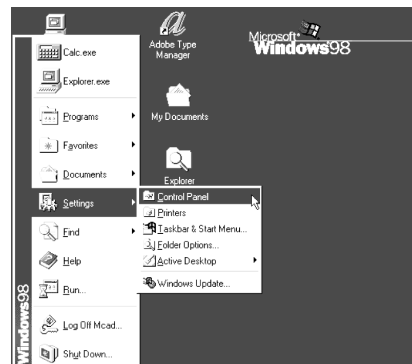 Calc.exe
Explorer.exe
Programs
Favorites
Documents
Settings
Find
Help
Run...
Log Off Mcad...
Shut Down...
Windows98
Adobe Type
Manager
My Documents
Explorer
Microsoft
Windows98
Control Panel
Printers
Taskbar & Start Menu...
Folder Options...
Active Desktop
Windows Update...